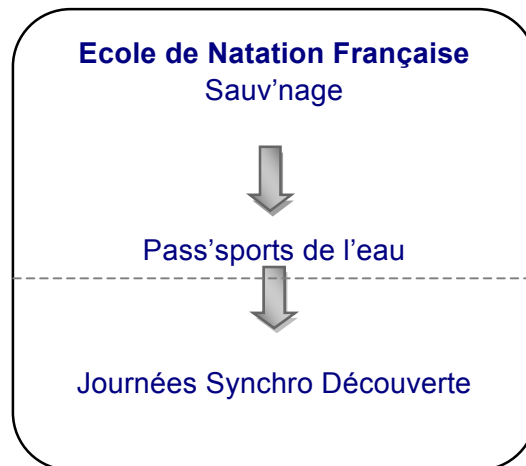 Ecole de Natation Française
Sauv’nage
Pass’sports de l’eau
Journées Synchro Découverte